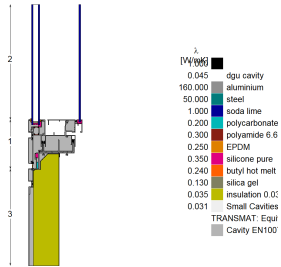 λ
[W/mK]
1.000
0.045 dgu cavity
160.000 aluminium
50.000 steel
1.000 soda lime
0.200 polycarbonate
0.300 polyamide 6.6
0.250 EPDM
0.350 silicone pure
0.240 butyl hot melt
0.130 silica gel
0.035 insulation 0.03
0.031 Small Cavities
TRANSMAT: Equi
Cavity EN1007
2
1
3